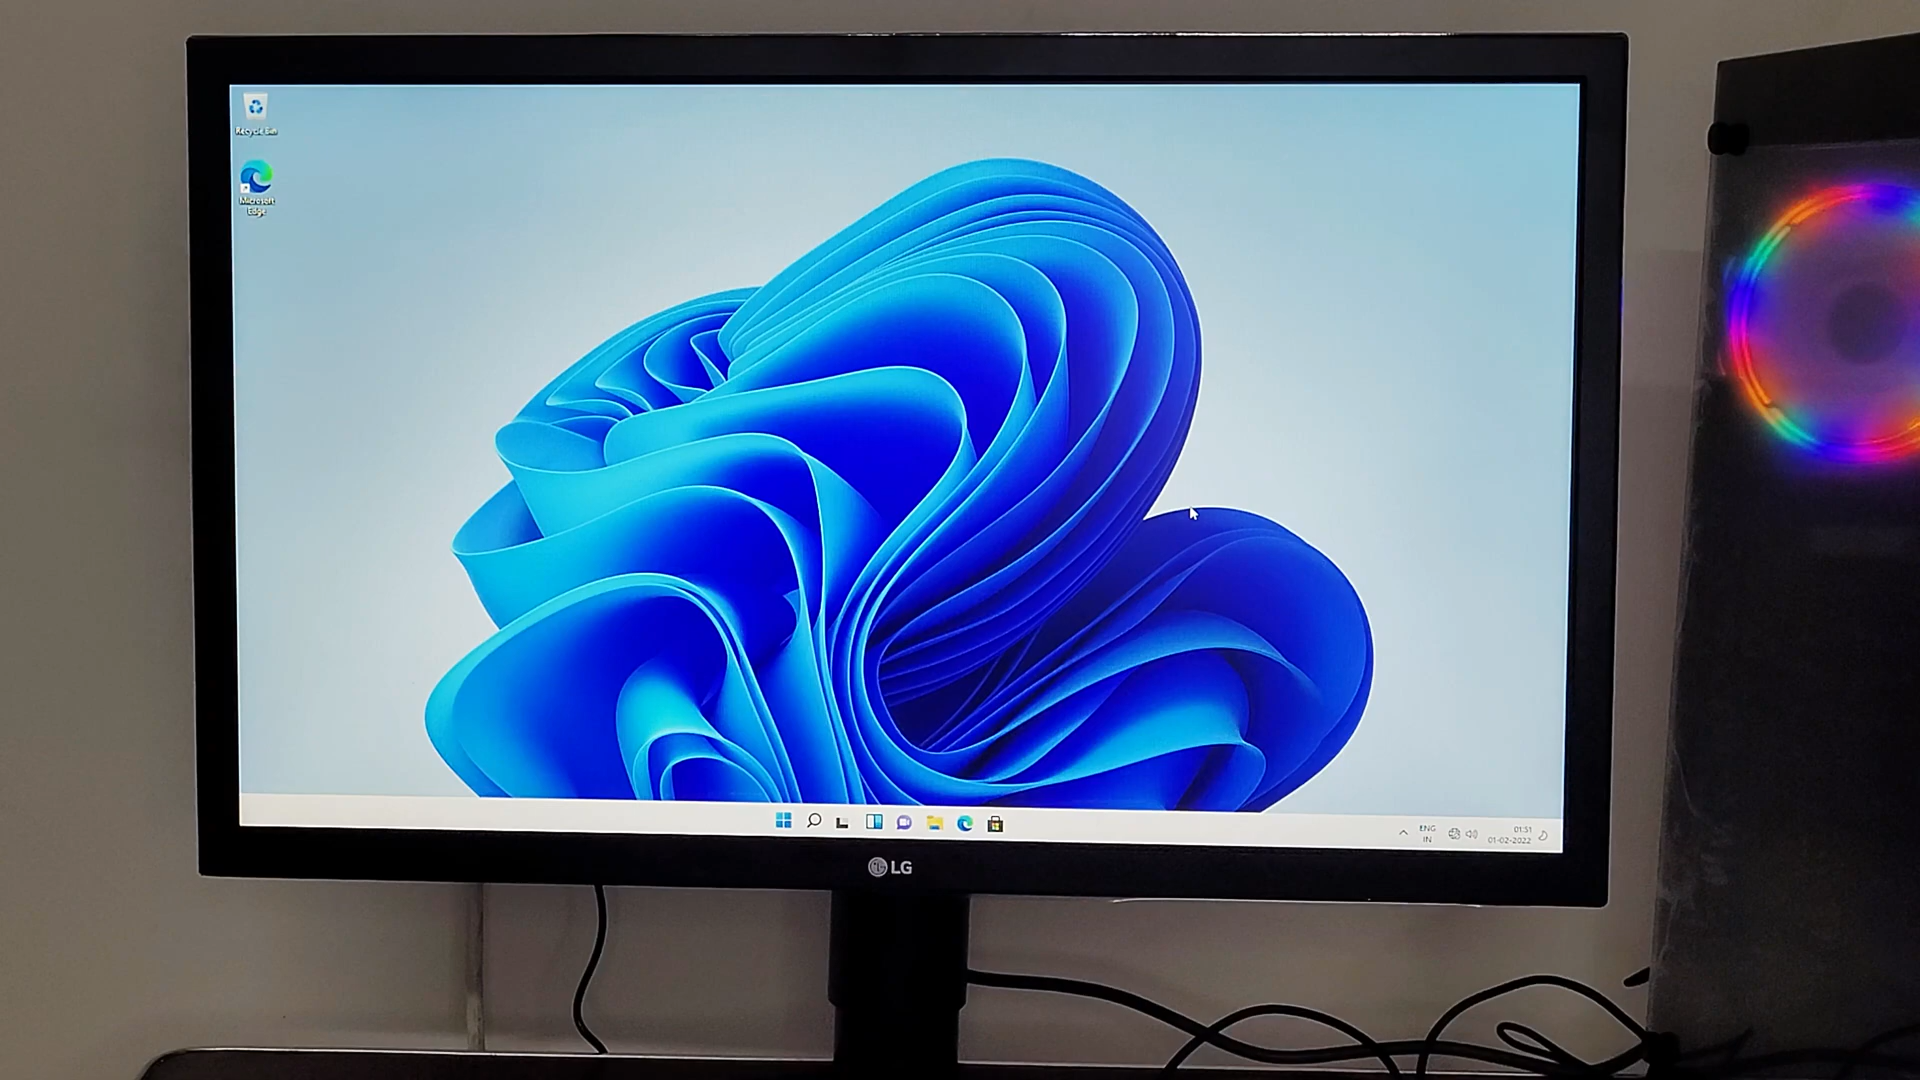 Recycle Bin
Microsoft
Edge
ENG
IN
01:51
01-02-2022
LG